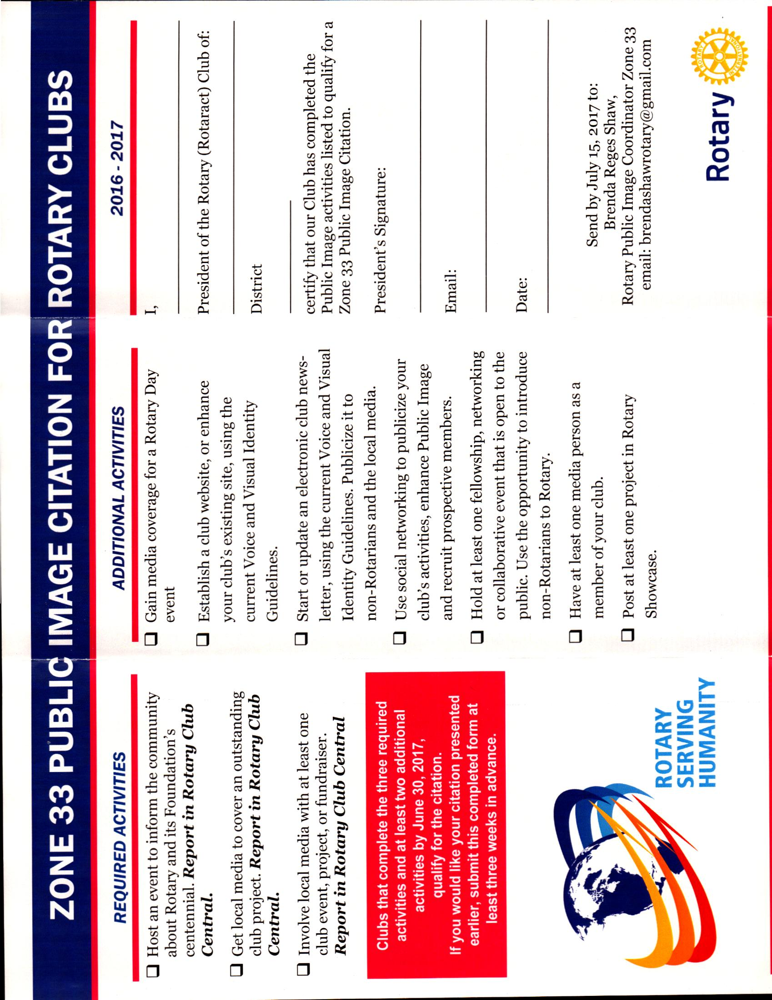 ZONE 33 PUBLIC IMAGE CITATION FOR ROTARY CLUBS
REQUIRED ACTIVITIES
❏ Host an event to inform the community
about Rotary and its Foundation's
centennial. Report in Rotary Club
Central.
❏ Get local media to cover an outstanding
club project. Report in Rotary Club
Central.
❏ Involve local media with at least one
club event, project, or fundraiser.
Report in Rotary Club Central
Clubs that complete the three required
activities and at least two additional
activities by June 30, 2017,
qualify for the citation.
If you would like your citation presented
earlier, submit this completed form at
least three weeks in advance.
ROTARY
SERVING
HUMANITY
ADDITIONAL ACTIVITIES
❏ Gain media coverage for a Rotary Day
event
❏ Establish a club website, or enhance
your club's existing site, using the
current Voice and Visual Identity
Guidelines.
❏ Start or update an electronic club news-
letter, using the current Voice and Visual
Identity Guidelines. Publicize it to
non-Rotarians and the local media.
❏ Use social networking to publicize your
club's activities, enhance Public Image
and recruit prospective members.
❏ Hold at least one fellowship, networking
or collaborative event that is open to the
public. Use the opportunity to introduce
non-Rotarians to Rotary.
❏ Have at least one media person as a
member of your club.
❏ Post at least one project in Rotary
Showcase.
2016 - 2017
I,
President of the Rotary (Rotaract) Club of:
District
certify that our Club has completed the
Public Image activities listed to qualify for a
Zone 33 Public Image Citation.
President's Signature:
Email:
Date:
Send by July 15, 2017 to:
Brenda Reges Shaw,
Rotary Public Image Coordinator Zone 33
email: brendashawrotary@gmail.com
Rotary
ROTARY
INTERNATIONAL